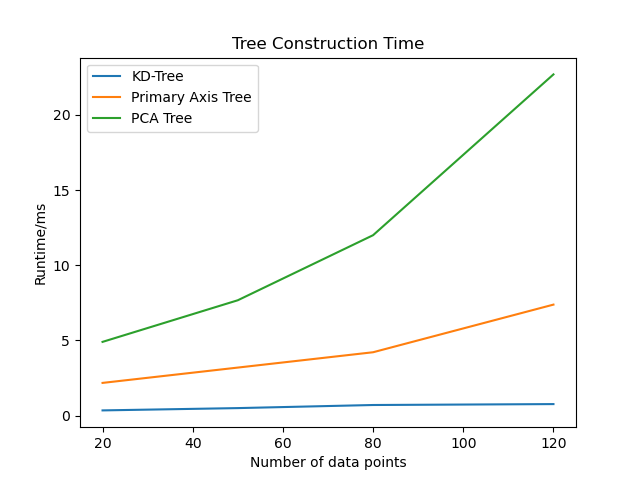 Tree Construction Time
KD-Tree
Primary Axis Tree
PCA Tree
Runtime/ms
20
15
10
5
0
20 40 60 80 100 120
Number of data points